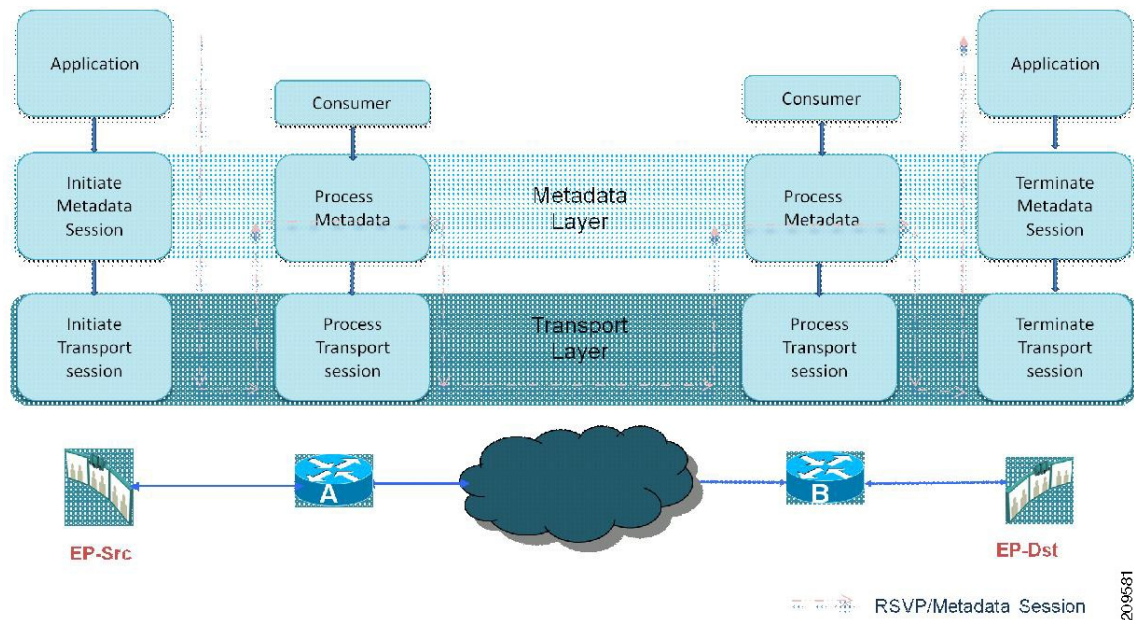 Application
Consumer
Consumer
Application
Initiate
Metadata
Session
Process
Metadata
Metadata
Layer
Process
Metadata
Terminate
Metadata
Session
Initiate
Transport
session
Process
Transport
session
Transport
Layer
Process
Transport
session
Terminate
Transport
session
A
B
EP-Src
EP-Dst
RSVP/Metadata Session
209581